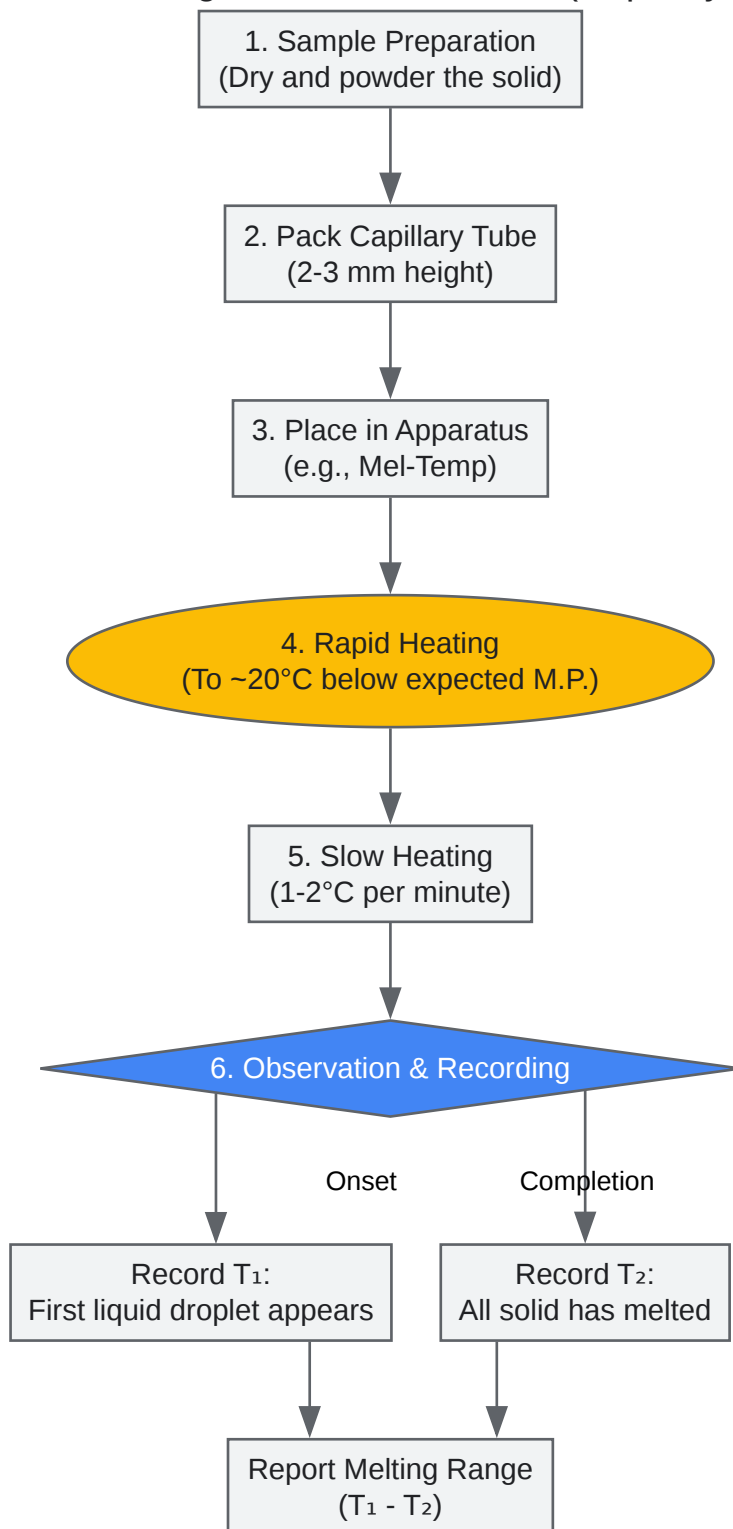 1. Sample Preparation
(Dry and powder the solid)
2. Pack Capillary Tube
(2-3 mm height)
3. Place in Apparatus
(e.g., Mel-Temp)
4. Rapid Heating
(To ~20°C below expected M.P.)
5. Slow Heating
(1-2°C per minute)
6. Observation & Recording
Onset
Completion
Record T₁:
First liquid droplet appears
Record T₂:
All solid has melted
Report Melting Range
(T₁ - T₂)